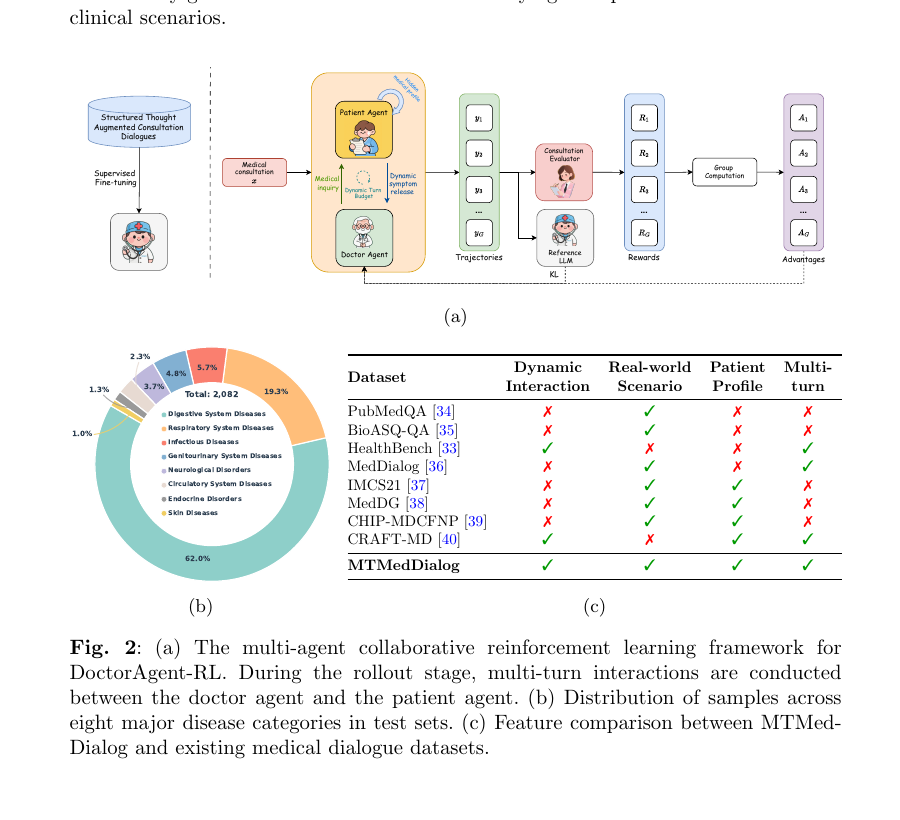 clinical scenarios.
Structured Thought
Augmented Consultation
Dialogues
Supervised
Fine-tuning
Medical
consultation
x
Hidden
medical profile
Patient Agent
Medical
inquiry
Dynamic Turn
Budget
Dynamic
symptom
release
Doctor Agent
y1
y2
y3
...
yG
Trajectories
Consultation
Evaluator
Reference
LLM
KL
R1
R2
R3
...
RG
Rewards
Group
Computation
A1
A2
A3
...
AG
Advantages
(a)
2.3%
1.3%
1.0%
3.7%
4.8%
5.7%
19.3%
62.0%
Total: 2,082
Digestive System Diseases
Respiratory System Diseases
Infectious Diseases
Genitourinary System Diseases
Neurological Disorders
Circulatory System Diseases
Endocrine Disorders
Skin Diseases
(b)
Dataset Dynamic Interaction Real-world Scenario Patient Profile Multi-turn
PubMedQA [34] ✗ ✓ ✗ ✗
BioASQ-QA [35] ✗ ✓ ✗ ✗
HealthBench [33] ✓ ✗ ✗ ✓
MedDialog [36] ✗ ✓ ✗ ✓
IMCS21 [37] ✗ ✓ ✓ ✗
MedDG [38] ✗ ✓ ✓ ✗
CHIP-MDCFNP [39] ✗ ✓ ✓ ✗
CRAFT-MD [40] ✓ ✗ ✓ ✓
MTMedDialog ✓ ✓ ✓ ✓
(c)
Fig. 2: (a) The multi-agent collaborative reinforcement learning framework for
DoctorAgent-RL. During the rollout stage, multi-turn interactions are conducted
between the doctor agent and the patient agent. (b) Distribution of samples across
eight major disease categories in test sets. (c) Feature comparison between MTMed-
Dialog and existing medical dialogue datasets.